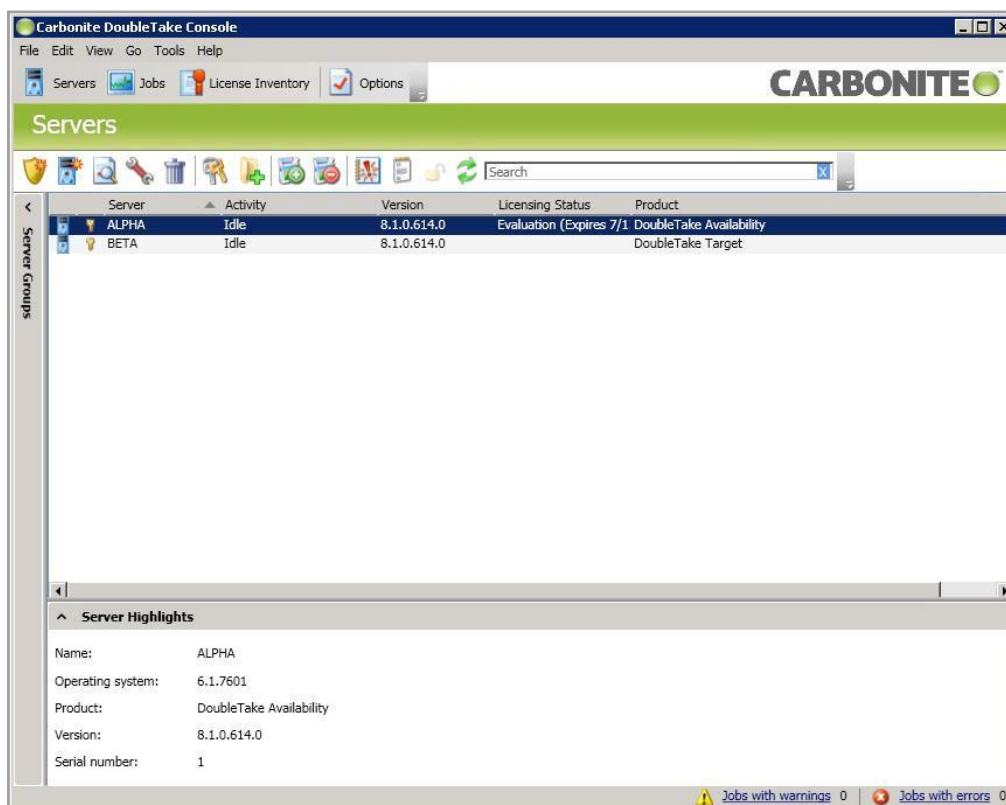 Carbonite DoubleTake Console
File Edit View Go Tools Help
Servers Jobs License Inventory Options CARBONITE
Servers
Search X
Server Activity Version Licensing Status Product
ALPHA Idle 8.1.0.614.0 Evaluation (Expires 7/1 DoubleTake Availability
BETA Idle 8.1.0.614.0 DoubleTake Target
Server Groups
Server Highlights
Name: ALPHA
Operating system: 6.1.7601
Product: DoubleTake Availability
Version: 8.1.0.614.0
Serial number: 1
Jobs with warnings 0 Jobs with errors 0